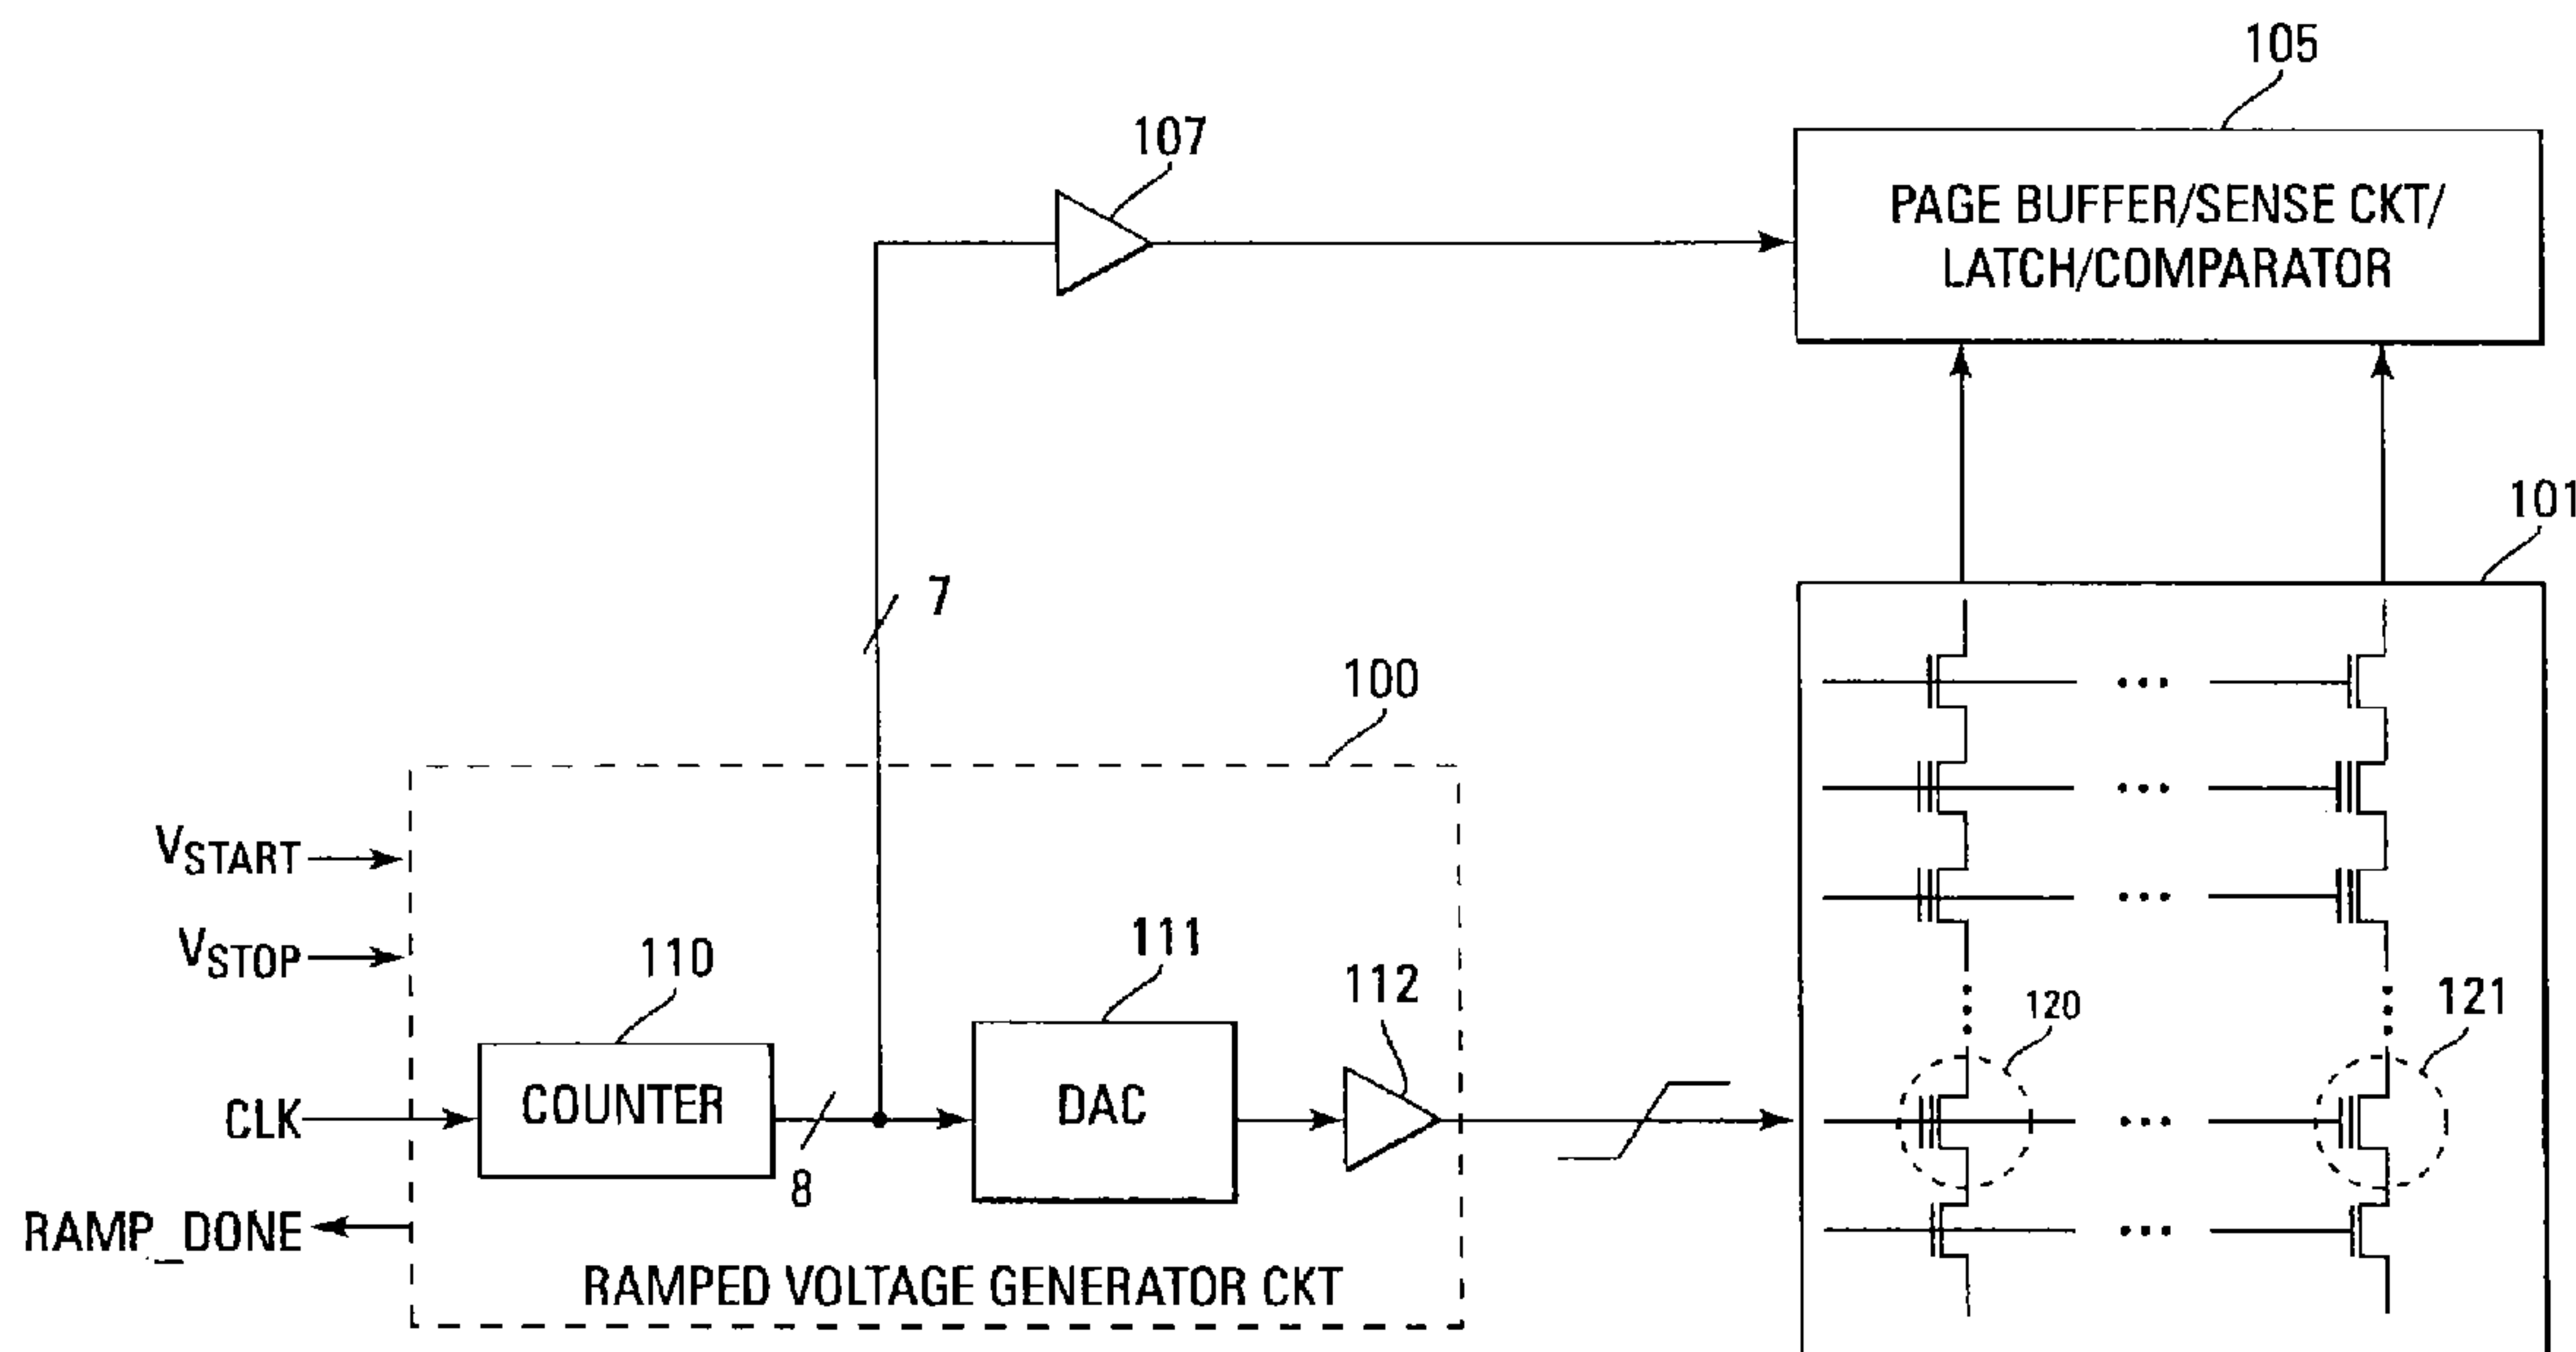 105
107
PAGE BUFFER/SENSE CKT/
LATCH/COMPARATOR
101
7
100
VSTART
VSTOP
110
111
112
120
121
CLK
COUNTER
DAC
8
RAMP_DONE
RAMPED VOLTAGE GENERATOR CKT